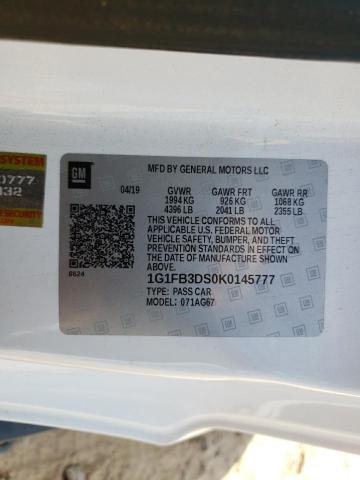 SYSTEM
0777
432
GM
MFD BY GENERAL MOTORS LLC
04/19 GVWR GAWR FRT GAWR RR
1994 KG 926 KG 1068 KG
4396 LB 2041 LB 2355 LB
THIS VEHICLE CONFORMS TO ALL
APPLICABLE U.S. FEDERAL MOTOR
VEHICLE SAFETY, BUMPER, AND THEFT
PREVENTION STANDARDS IN EFFECT ON
THE DATE OF MANUFACTURE SHOWN
ABOVE.
8624
1G1FB3DS0K0145777
TYPE: PASS CAR
MODEL: 071AG67